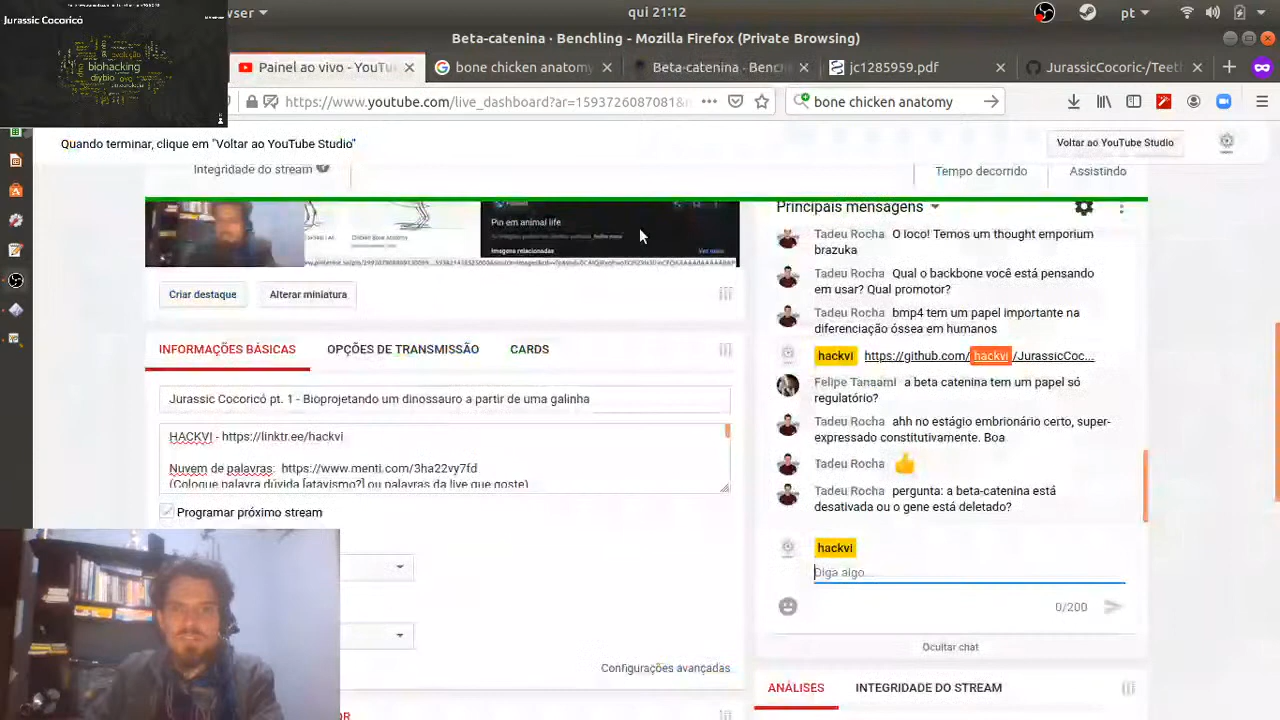 owser
qui 21:12
pt
Jurassic Cocoricó
biohacking
diybio
evolução
Beta-catenina · Benchling - Mozilla Firefox (Private Browsing)
Painel ao vivo - YouTu
bone chicken anatomy
Beta-catenina · Benc
jc1285959.pdf
JurassicCocoric-/Teeth
https://www.youtube.com/live_dashboard?ar=1593726087081&n
bone chicken anatomy
Quando terminar, clique em "Voltar ao YouTube Studio"
Voltar ao YouTube Studio
Integridade do stream
Tempo decorrido
Assistindo
Pin em animal life
Imagens relacionadas
Ver mais
Criar destaque
Alterar miniatura
INFORMAÇÕES BÁSICAS
OPÇÕES DE TRANSMISSÃO
CARDS
Jurassic Cocoricó pt. 1 - Bioprojetando um dinossauro a partir de uma galinha
HACKVI - https://linktr.ee/hackvi
Nuvem de palavras: https://www.menti.com/3ha22vy7fd
(Coloque palavra dúvida [atavismo?] ou palavras da live que goste)
Programar próximo stream
Configurações avançadas
OR
Principais mensagens
Tadeu Rocha O loco! Temos um thought emporium
brazuka
Tadeu Rocha Qual o backbone você está pensando
em usar? Qual promotor?
Tadeu Rocha bmp4 tem um papel importante na
diferenciação óssea em humanos
hackvi https://github.com/hackvi/JurassicCoc...
Felipe Tanaami a beta catenina tem um papel só
regulatório?
Tadeu Rocha ahh no estágio embrionário certo, super-
expressado constitutivamente. Boa
Tadeu Rocha 👍
Tadeu Rocha pergunta: a beta-catenina está
desativada ou o gene está deletado?
hackvi
Diga algo...
0/200
Ocultar chat
ANÁLISES
INTEGRIDADE DO STREAM